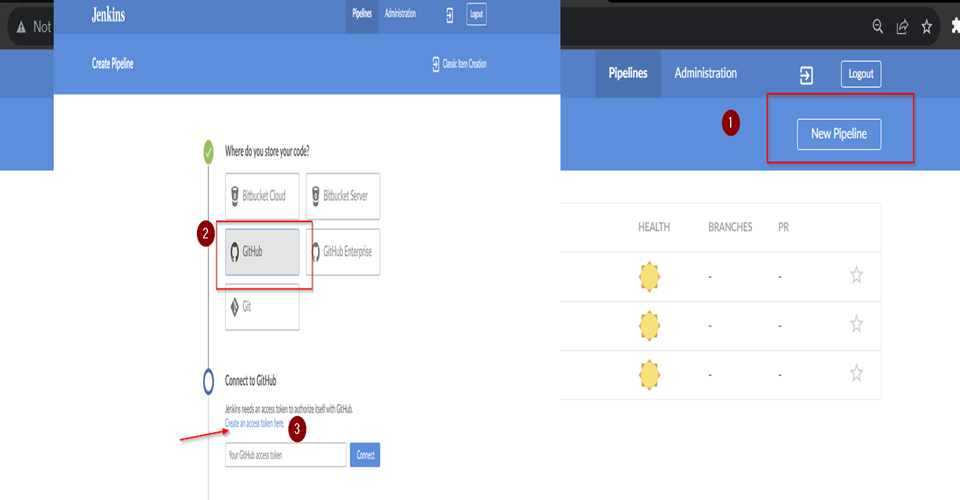 Jenkins
Pipelines
Administration
Logout
Create Pipeline
Classic Item Creation
Where do you store your code?
Bitbucket Cloud
Bitbucket Server
2
GitHub
GitHub Enterprise
Git
Connect to GitHub
Jenkins needs an access token to authorize itself with GitHub.
Create an access token here.
3
Your GitHub access token
Connect
Not
Pipelines
Administration
Logout
1
New Pipeline
HEALTH
BRANCHES
PR
-
-
-
-
-
-